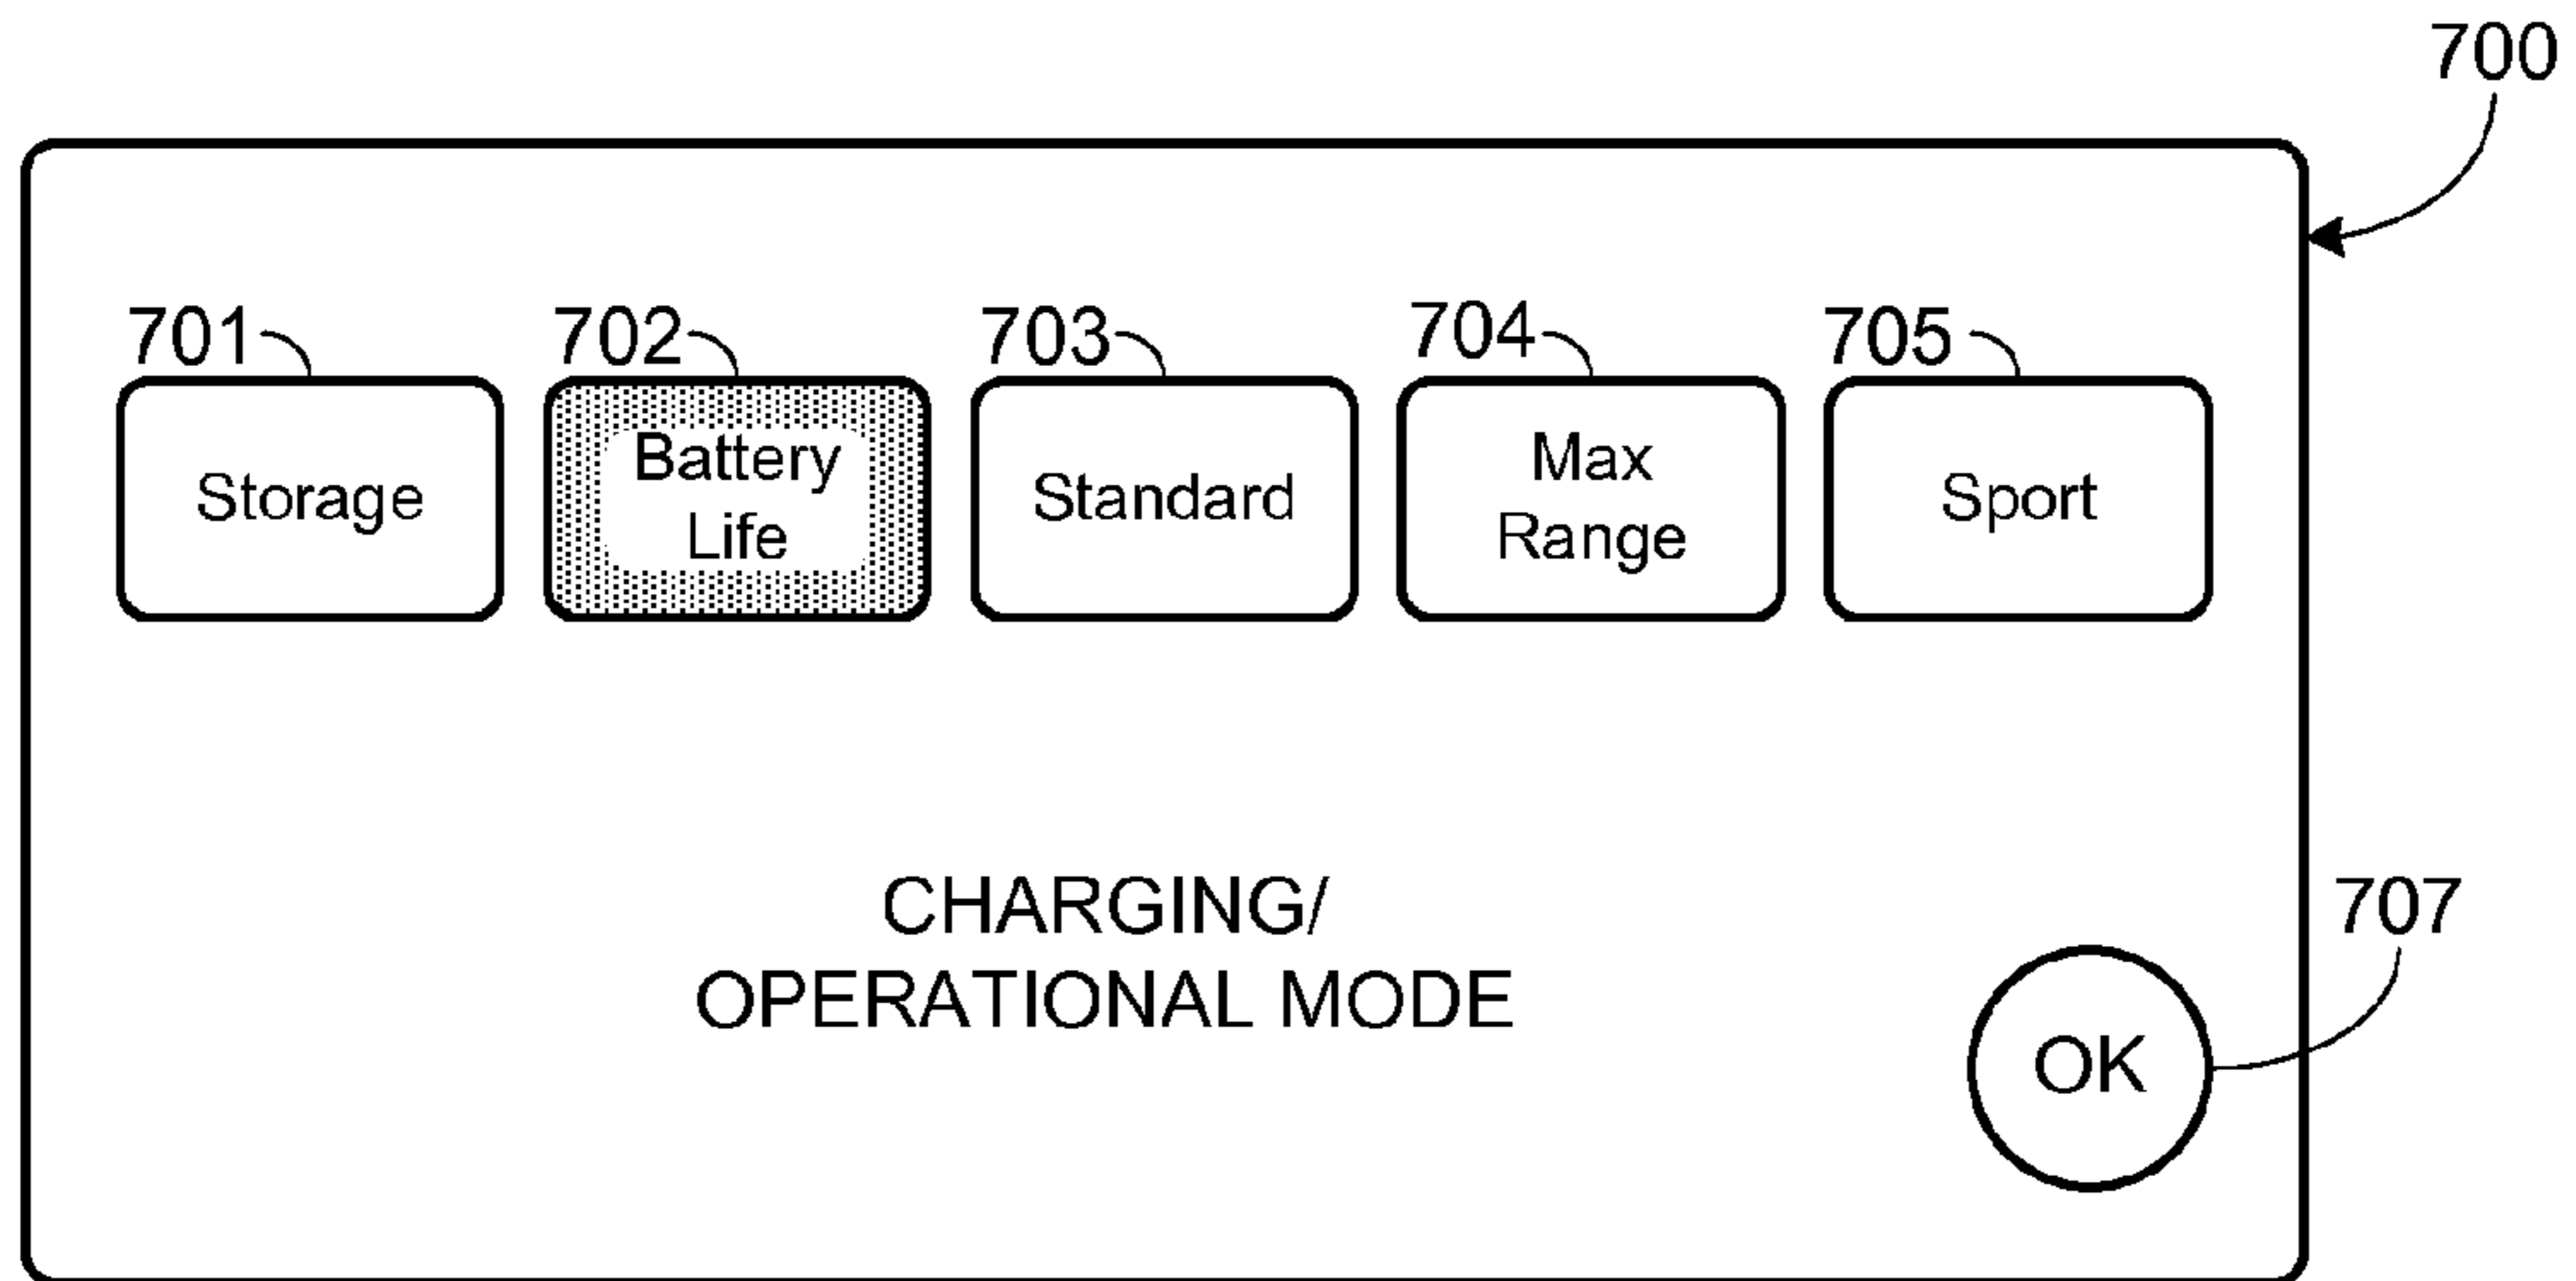 700
701 702 703 704 705
Storage
Battery
Life
Standard
Max
Range
Sport
CHARGING/
OPERATIONAL MODE
707
OK